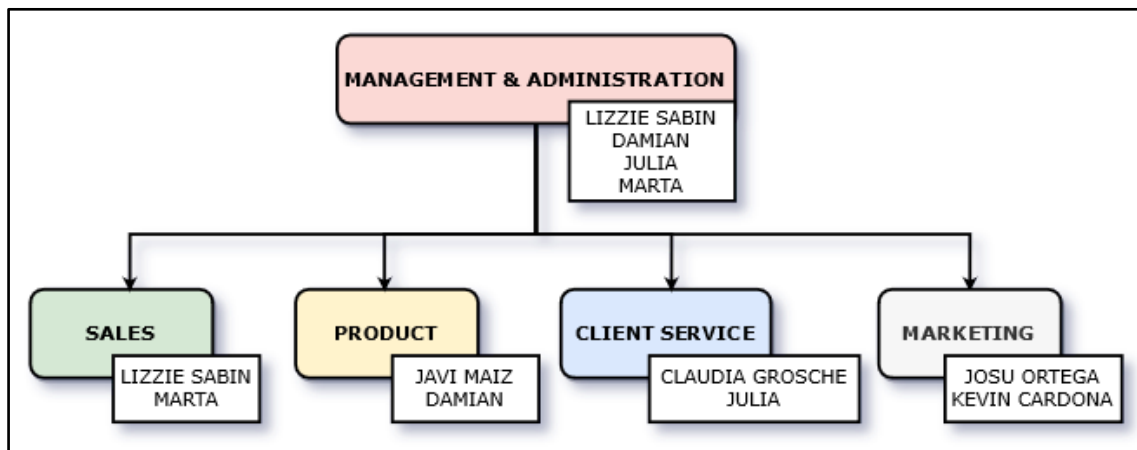 MANAGEMENT & ADMINISTRATION
LIZZIE SABIN
DAMIAN
JULIA
MARTA
SALES
LIZZIE SABIN
MARTA
PRODUCT
JAVI MAIZ
DAMIAN
CLIENT SERVICE
CLAUDIA GROSCHE
JULIA
MARKETING
JOSU ORTEGA
KEVIN CARDONA